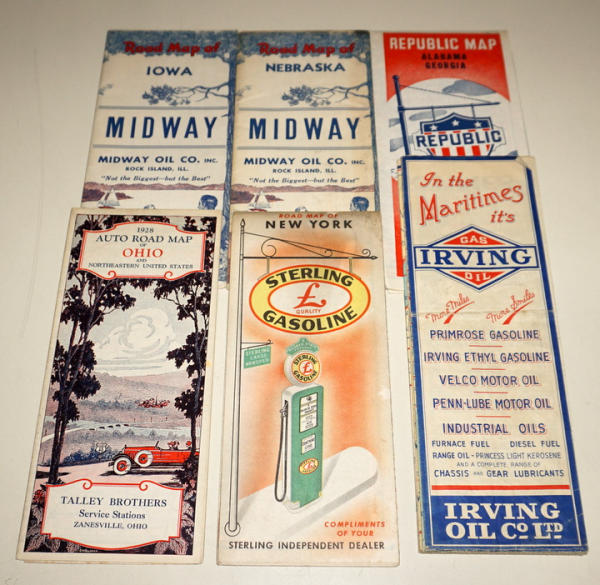 Road Map of
IOWA
MIDWAY
MIDWAY OIL CO. INC.
ROCK ISLAND, ILL.
"Not the Biggest—but the Best"
Road Map of
NEBRASKA
MIDWAY
MIDWAY OIL CO. INC.
ROCK ISLAND, ILL.
"Not the Biggest—but the Best"
REPUBLIC MAP
ALABAMA
GEORGIA
REPUBLIC
1928
AUTO ROAD MAP
OF
OHIO
AND
NORTHEASTERN UNITED STATES
TALLEY BROTHERS
Service Stations
ZANESVILLE, OHIO
ROAD MAP OF
NEW YORK
STERLING
£
QUALITY
GASOLINE
STERLING
STERLING
GASOLINE
COMPLIMENTS
OF YOUR
STERLING INDEPENDENT DEALER
In the
Maritimes
it's
GAS
IRVING
OIL
More Miles
More Smiles
PRIMROSE GASOLINE
IRVING ETHYL GASOLINE
VELCO MOTOR OIL
PENN-LUBE MOTOR OIL
INDUSTRIAL OILS
FURNACE FUEL DIESEL FUEL
RANGE OIL - PRINCESS LIGHT KEROSENE
AND A COMPLETE RANGE OF
CHASSIS AND GEAR LUBRICANTS
IRVING
OIL CO LTD